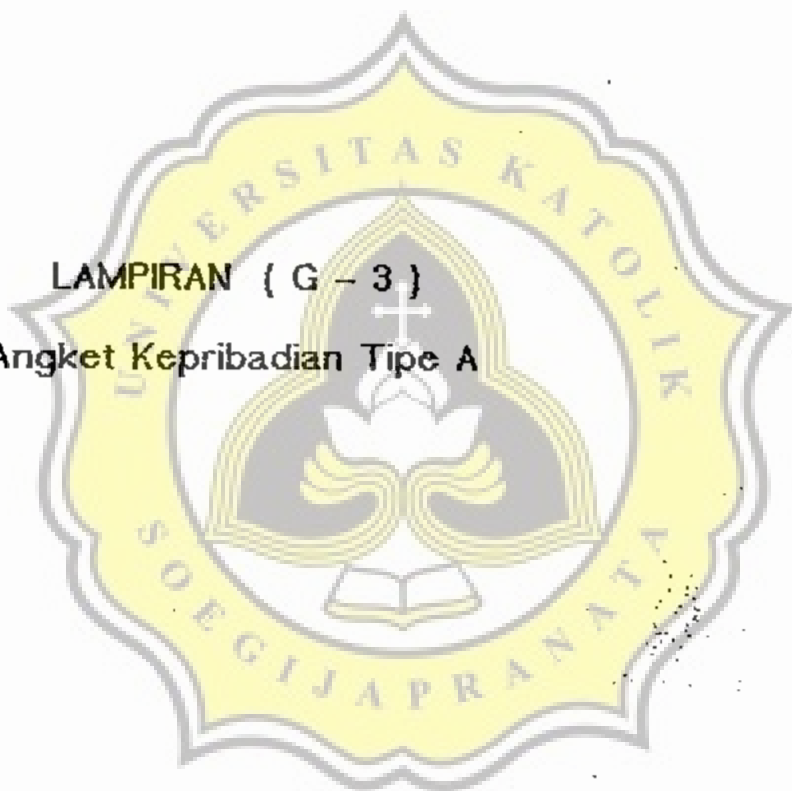 LAMPIRAN ( G – 3 )
Angket Kepribadian Tipe A
UNIVERSITAS KATOLIK
SOEGIJAPRANATA